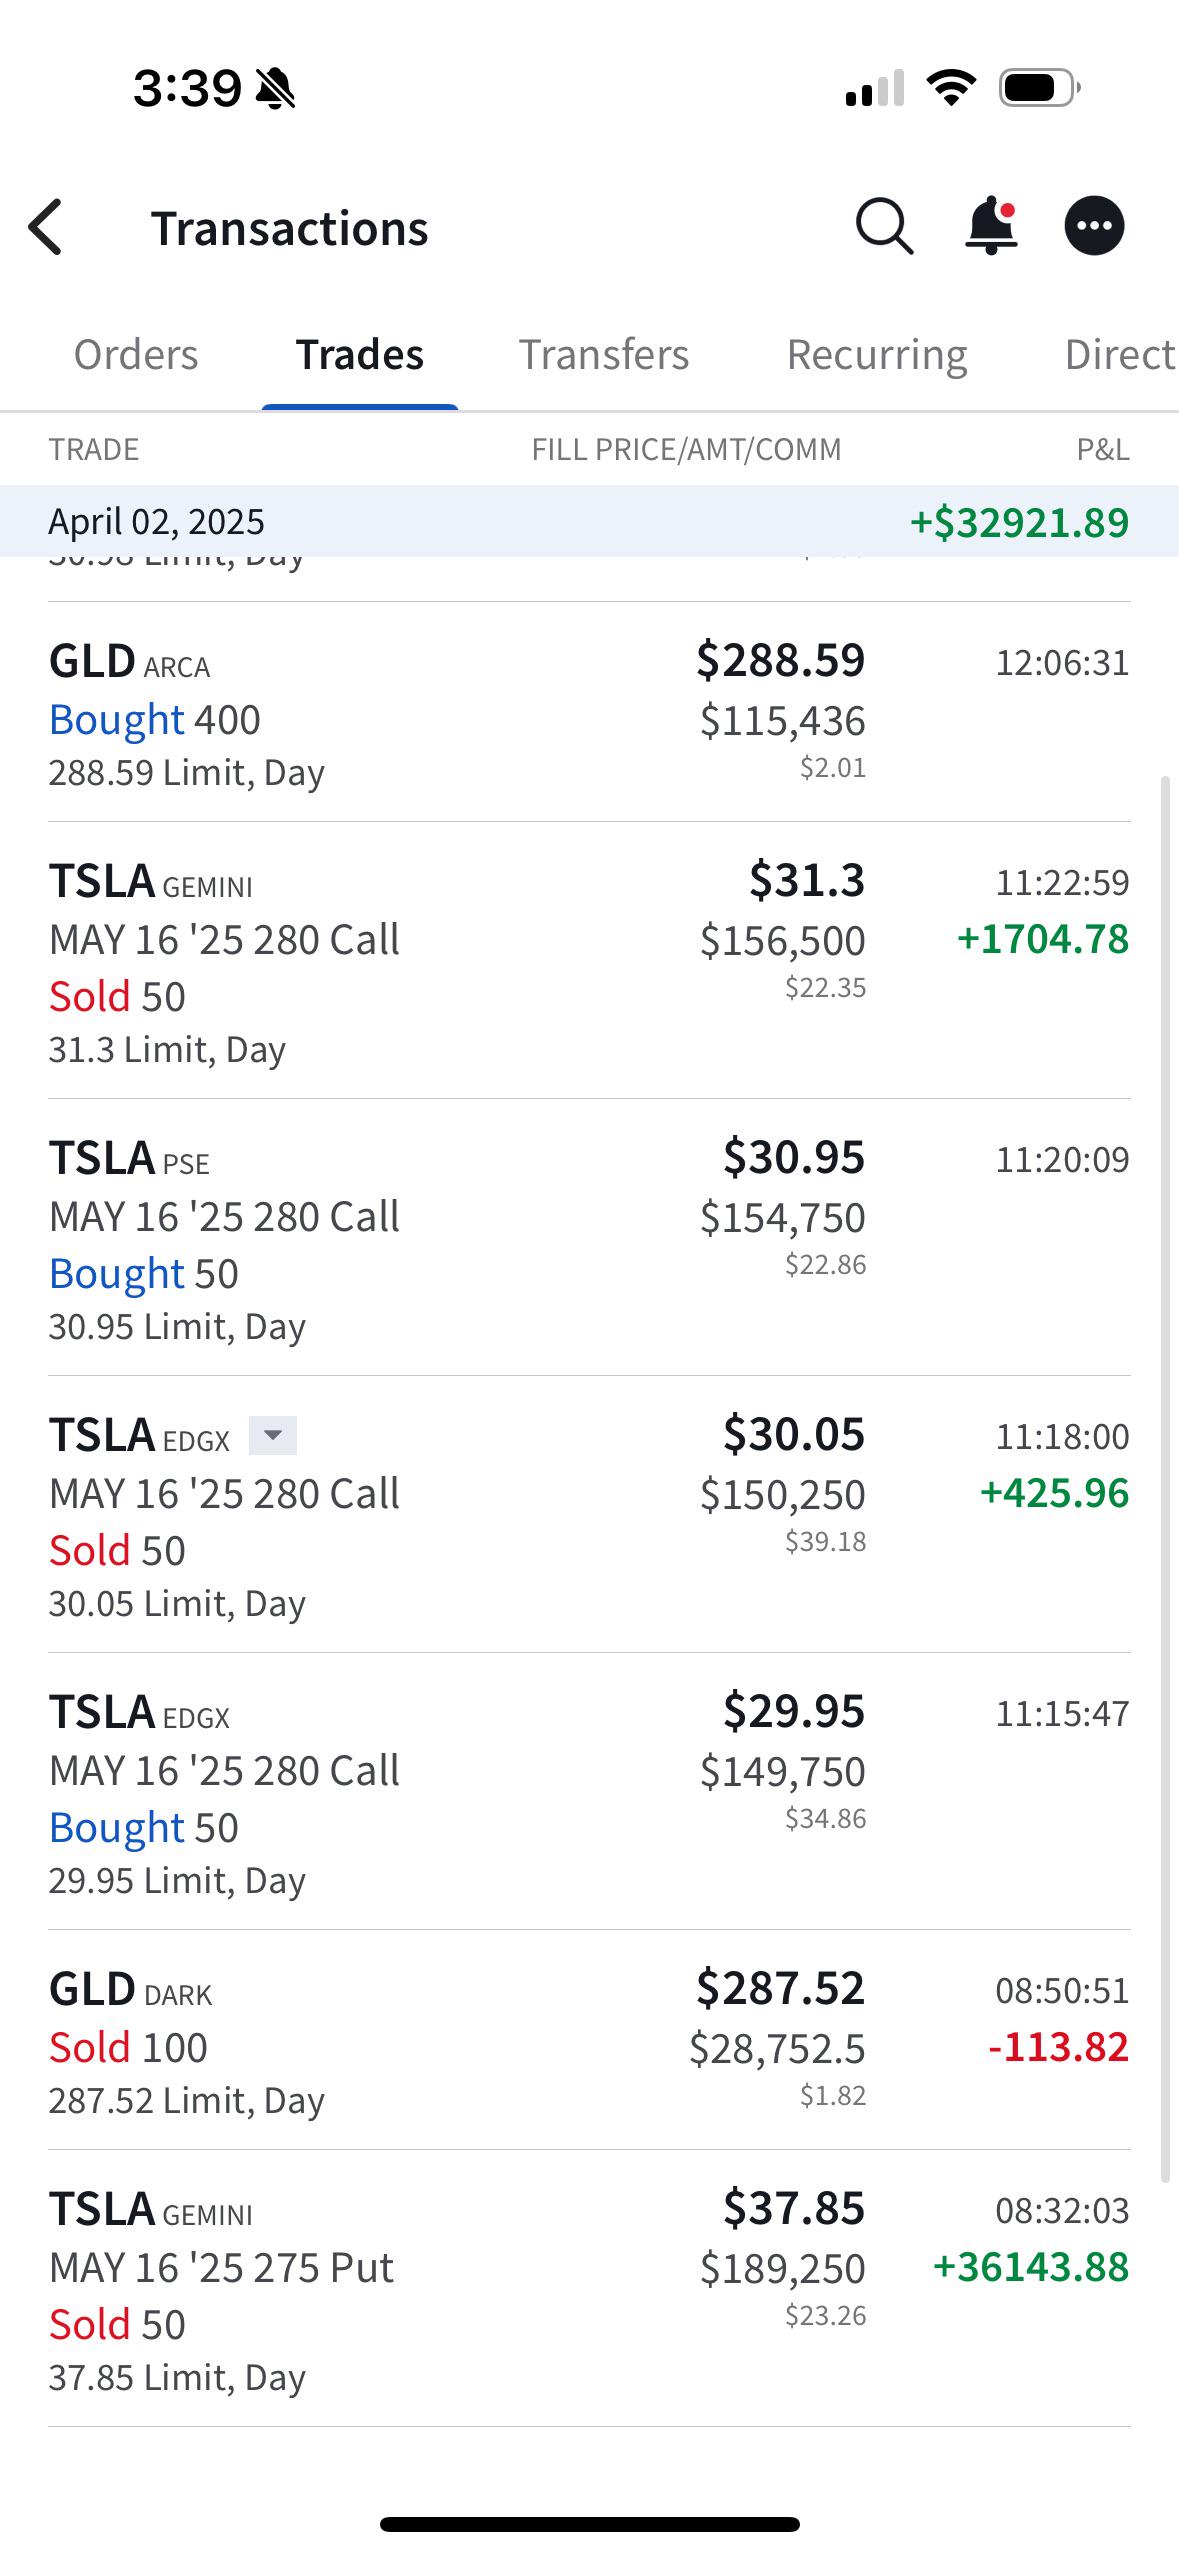 3:39
Transactions
Orders Trades Transfers Recurring Direct
TRADE FILL PRICE/AMT/COMM P&L
April 02, 2025 +$32921.89
30.98 Limit, Day
GLD ARCA $288.59 12:06:31
Bought 400 $115,436
288.59 Limit, Day $2.01
TSLA GEMINI $31.3 11:22:59
MAY 16 '25 280 Call $156,500 +1704.78
Sold 50 $22.35
31.3 Limit, Day
TSLA PSE $30.95 11:20:09
MAY 16 '25 280 Call $154,750
Bought 50 $22.86
30.95 Limit, Day
TSLA EDGX $30.05 11:18:00
MAY 16 '25 280 Call $150,250 +425.96
Sold 50 $39.18
30.05 Limit, Day
TSLA EDGX $29.95 11:15:47
MAY 16 '25 280 Call $149,750
Bought 50 $34.86
29.95 Limit, Day
GLD DARK $287.52 08:50:51
Sold 100 $28,752.5 -113.82
287.52 Limit, Day $1.82
TSLA GEMINI $37.85 08:32:03
MAY 16 '25 275 Put $189,250 +36143.88
Sold 50 $23.26
37.85 Limit, Day